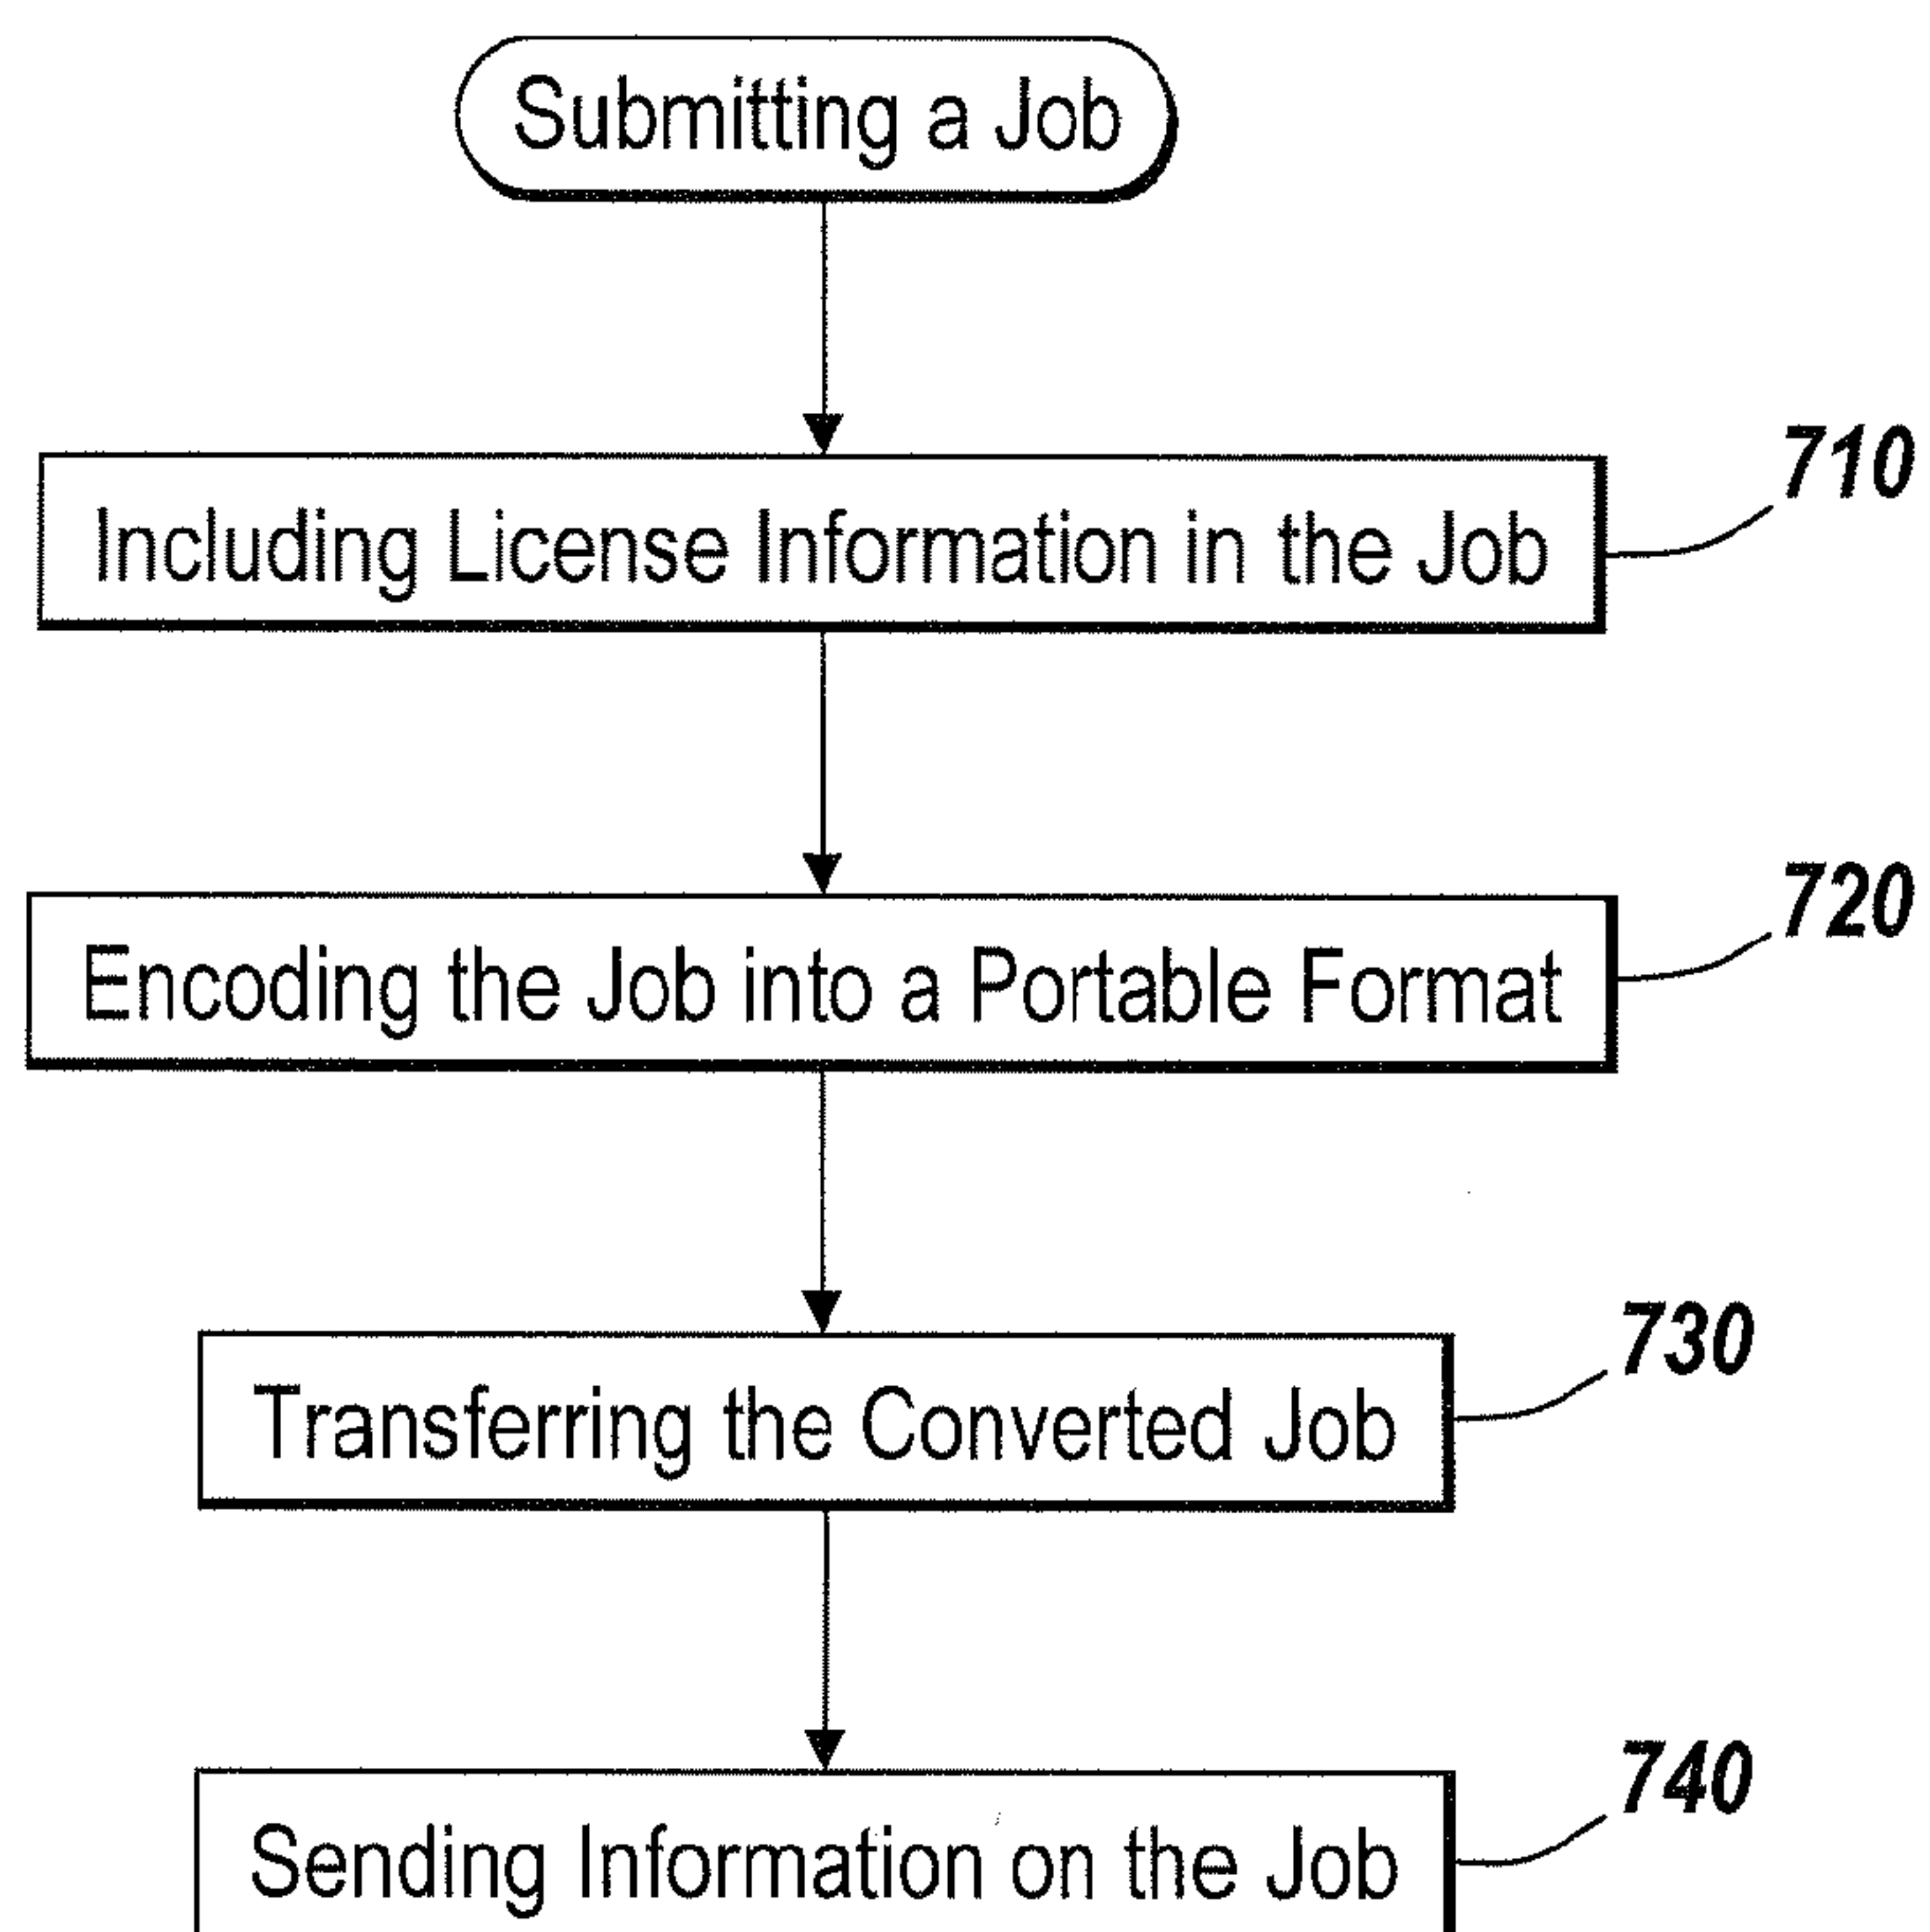 Submitting a Job
710
Including License Information in the Job
720
Encoding the Job into a Portable Format
730
Transferring the Converted Job
740
Sending Information on the Job